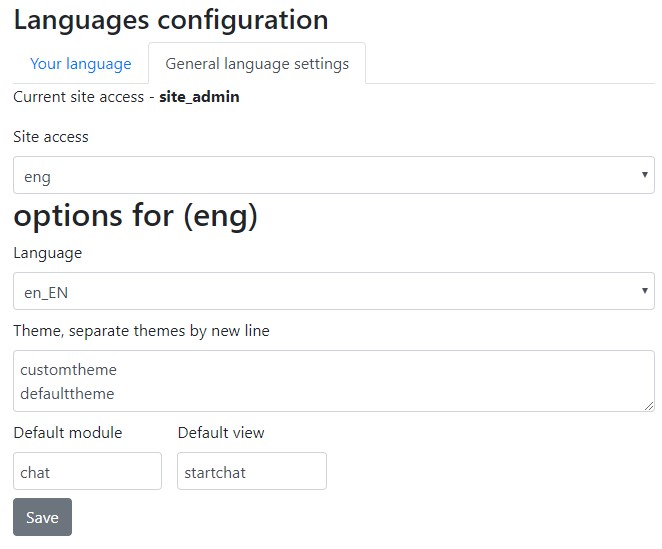 Languages configuration
Your language General language settings
Current site access - site_admin
Site access
eng
options for (eng)
Language
en_EN
Theme, separate themes by new line
customtheme
defaulttheme
Default module Default view
chat startchat
Save